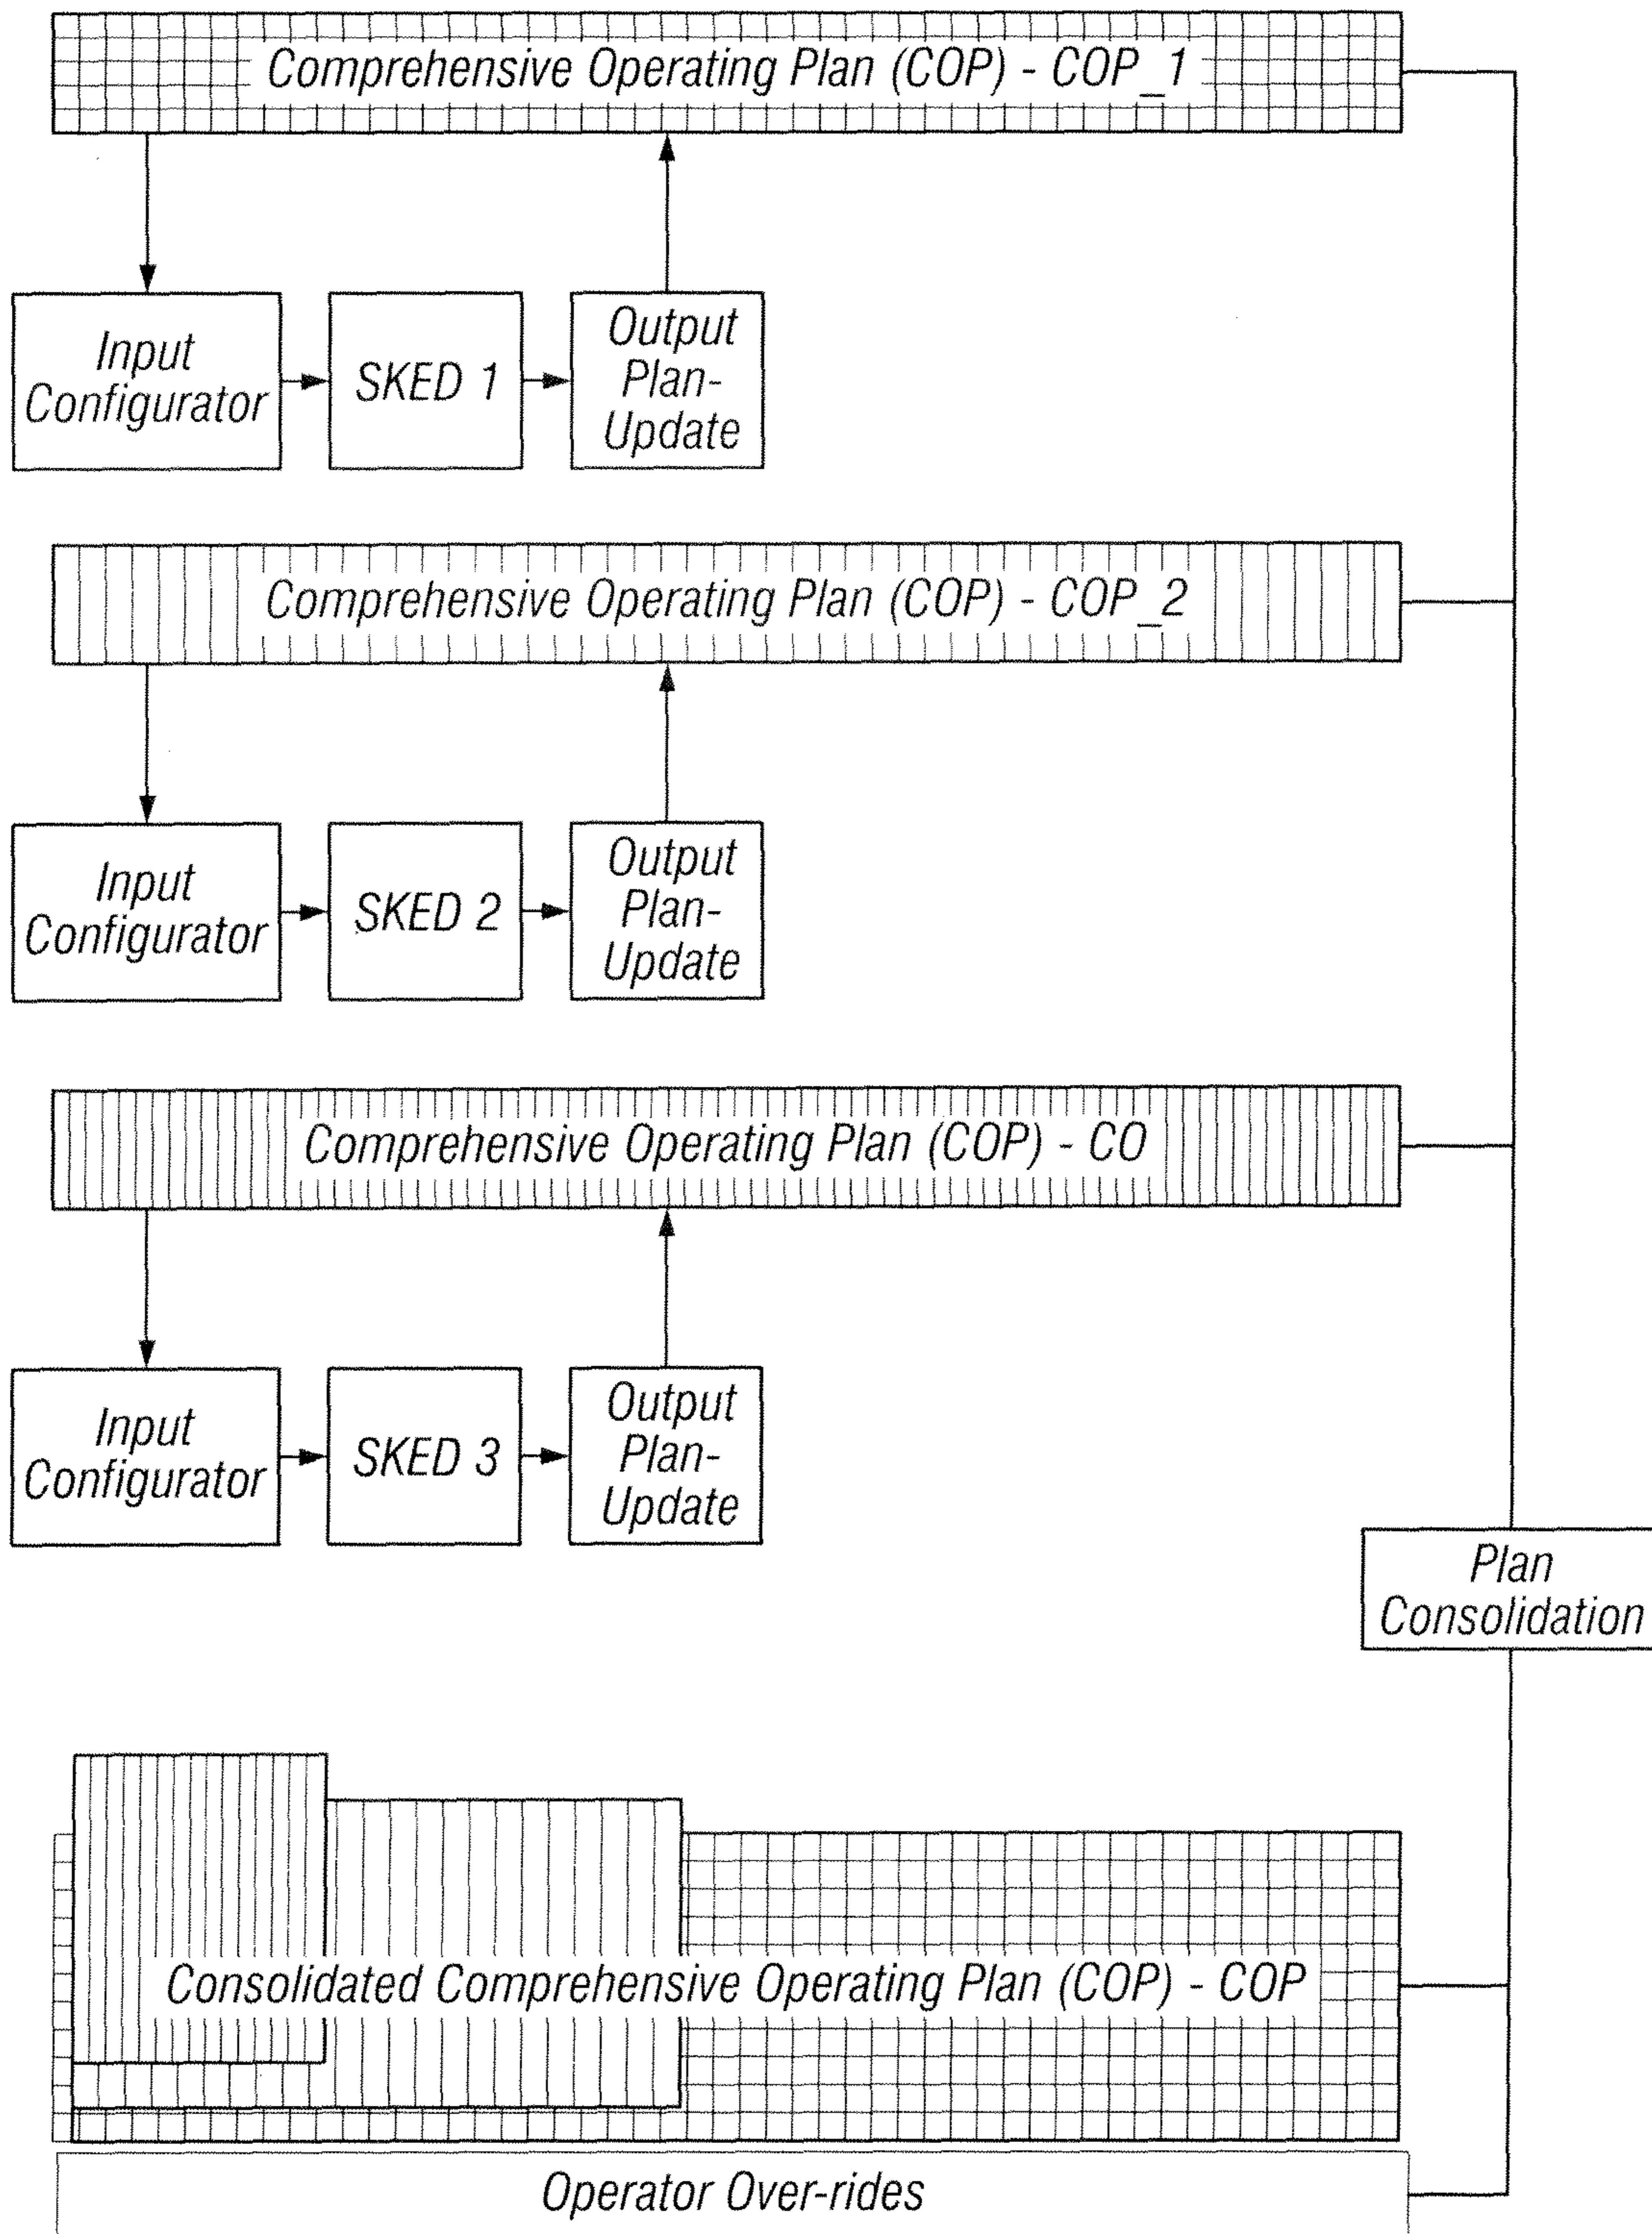 Comprehensive Operating Plan (COP) - COP_1
Input
Configurator
SKED 1
Output
Plan-
Update
Comprehensive Operating Plan (COP) - COP_2
Input
Configurator
SKED 2
Output
Plan-
Update
Comprehensive Operating Plan (COP) - CO
Input
Configurator
SKED 3
Output
Plan-
Update
Plan
Consolidation
Consolidated Comprehensive Operating Plan (COP) - COP
Operator Over-rides